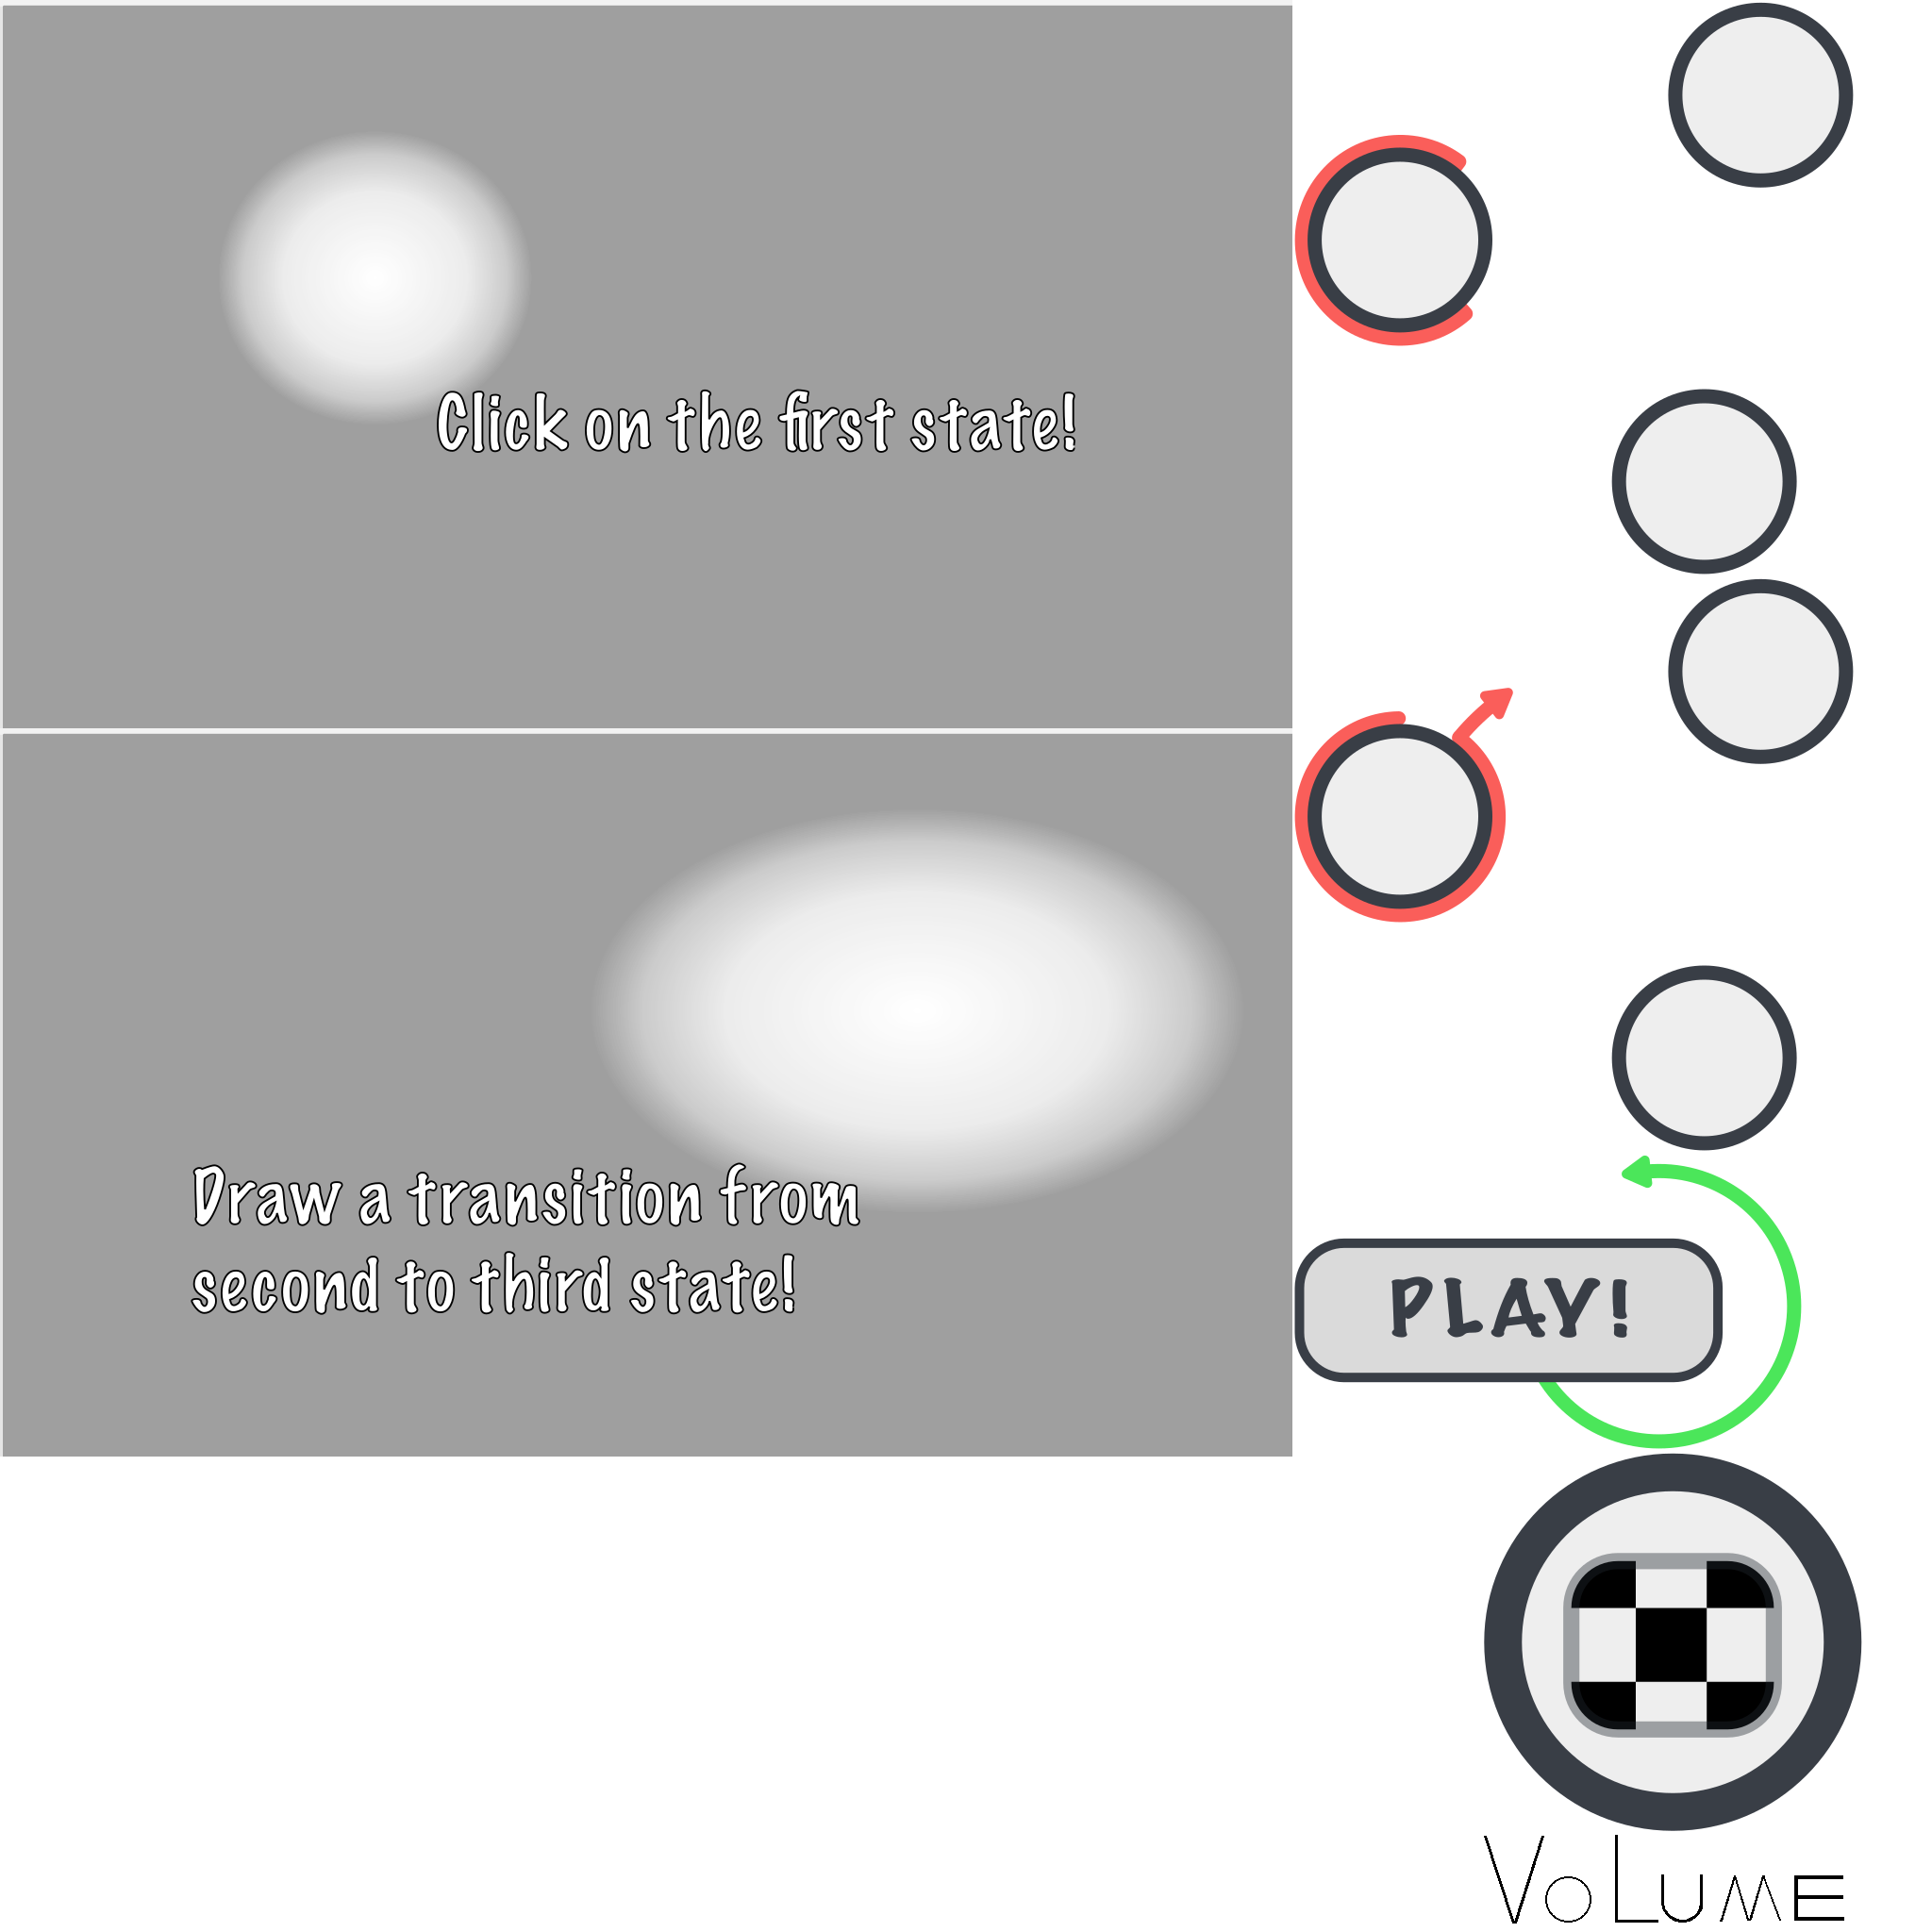 Click on the first state!
Draw a transition from
second to third state!
PLAY!
VoLume